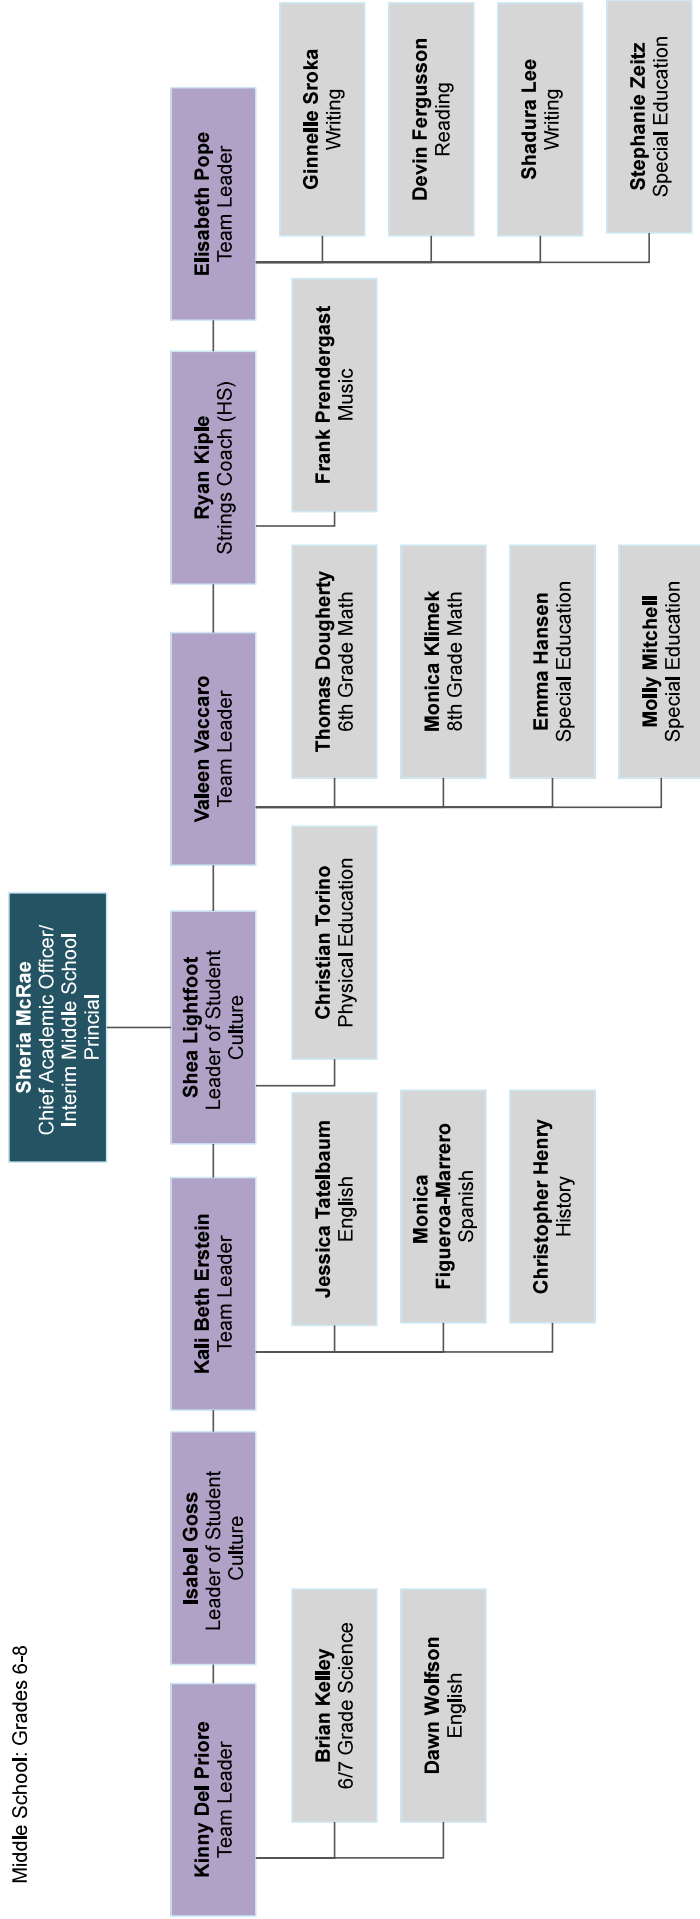 Middle School: Grades 6-8
Sheria McRae
Chief Academic Officer/
Interim Middle School
Princial
Kinny Del Priore
Team Leader
Brian Kelley
6/7 Grade Science
Dawn Wolfson
English
Isabel Goss
Leader of Student
Culture
Kali Beth Erstein
Team Leader
Jessica Tatelbaum
English
Monica
Figueroa-Marrero
Spanish
Christopher Henry
History
Shea Lightfoot
Leader of Student
Culture
Christian Torino
Physical Education
Valeen Vaccaro
Team Leader
Thomas Dougherty
6th Grade Math
Monica Klimek
8th Grade Math
Emma Hansen
Special Education
Molly Mitchell
Special Education
Ryan Kiple
Strings Coach (HS)
Frank Prendergast
Music
Elisabeth Pope
Team Leader
Ginnelle Sroka
Writing
Devin Fergusson
Reading
Shadura Lee
Writing
Stephanie Zeitz
Special Education